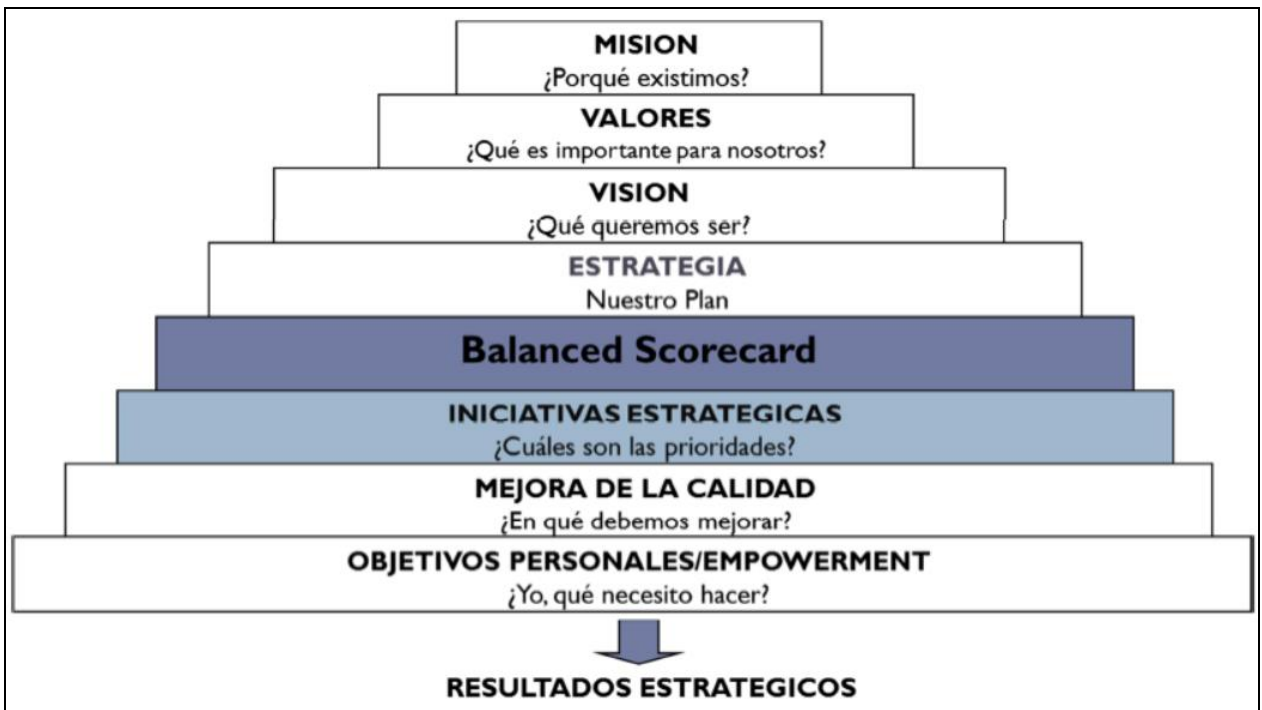 MISION
¿Porqué existimos?
VALORES
¿Qué es importante para nosotros?
VISION
¿Qué queremos ser?
ESTRATEGIA
Nuestro Plan
Balanced Scorecard
INICIATIVAS ESTRATEGICAS
¿Cuáles son las prioridades?
MEJORA DE LA CALIDAD
¿En qué debemos mejorar?
OBJETIVOS PERSONALES/EMPOWERMENT
¿Yo, qué necesito hacer?
RESULTADOS ESTRATEGICOS